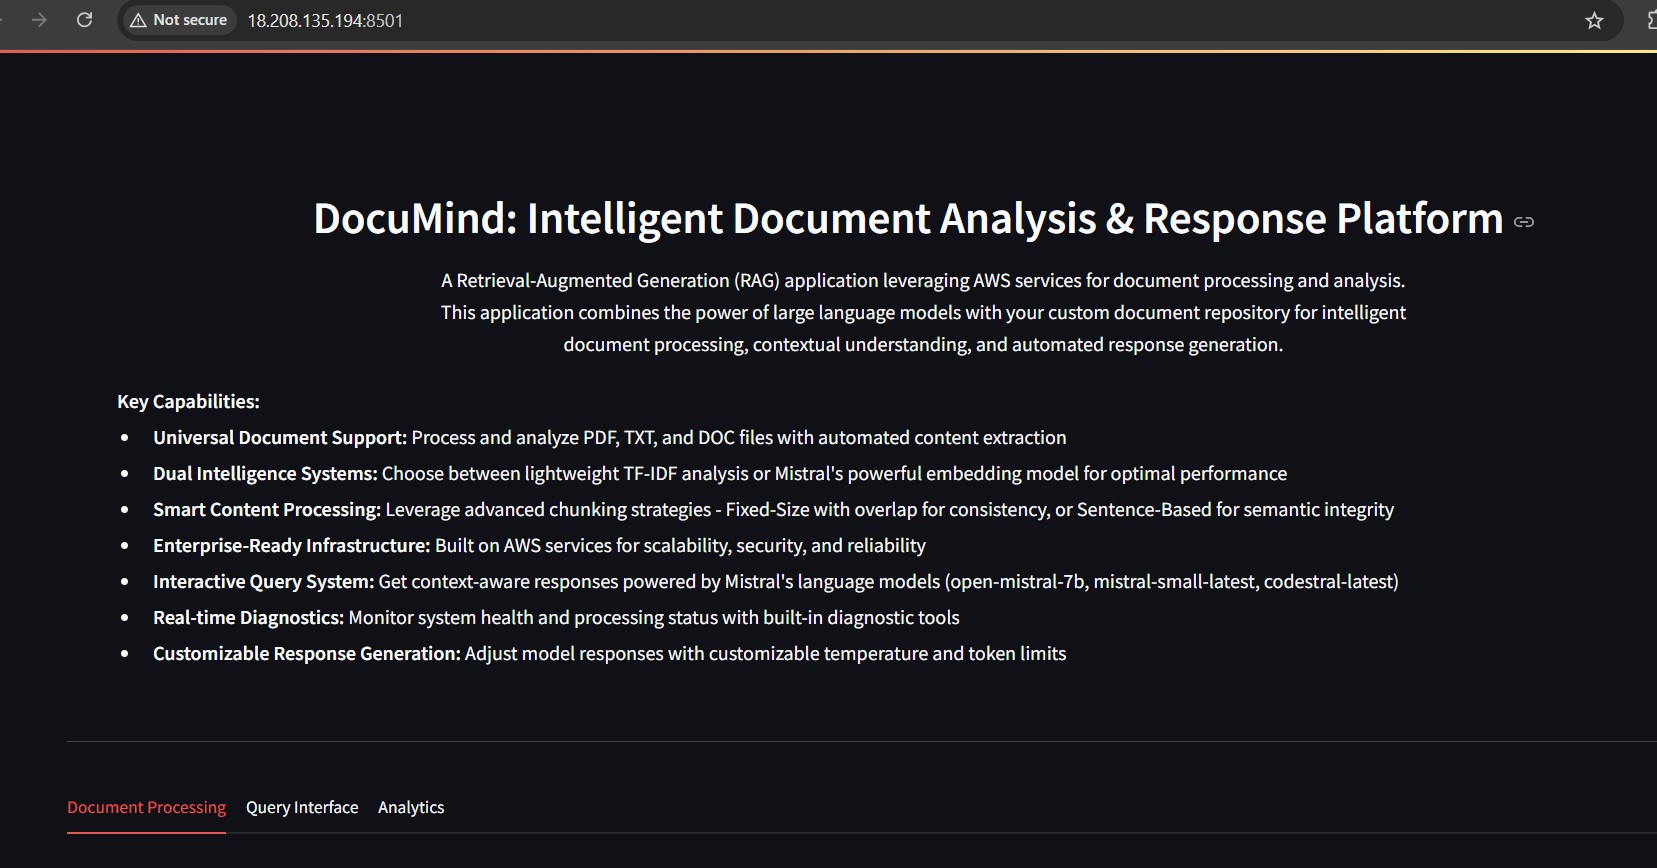 Not secure 18.208.135.194:8501
DocuMind: Intelligent Document Analysis & Response Platform
A Retrieval-Augmented Generation (RAG) application leveraging AWS services for document processing and analysis.
This application combines the power of large language models with your custom document repository for intelligent
document processing, contextual understanding, and automated response generation.
Key Capabilities:
• Universal Document Support: Process and analyze PDF, TXT, and DOC files with automated content extraction
• Dual Intelligence Systems: Choose between lightweight TF-IDF analysis or Mistral's powerful embedding model for optimal performance
• Smart Content Processing: Leverage advanced chunking strategies - Fixed-Size with overlap for consistency, or Sentence-Based for semantic integrity
• Enterprise-Ready Infrastructure: Built on AWS services for scalability, security, and reliability
• Interactive Query System: Get context-aware responses powered by Mistral's language models (open-mistral-7b, mistral-small-latest, codestral-latest)
• Real-time Diagnostics: Monitor system health and processing status with built-in diagnostic tools
• Customizable Response Generation: Adjust model responses with customizable temperature and token limits
Document Processing Query Interface Analytics